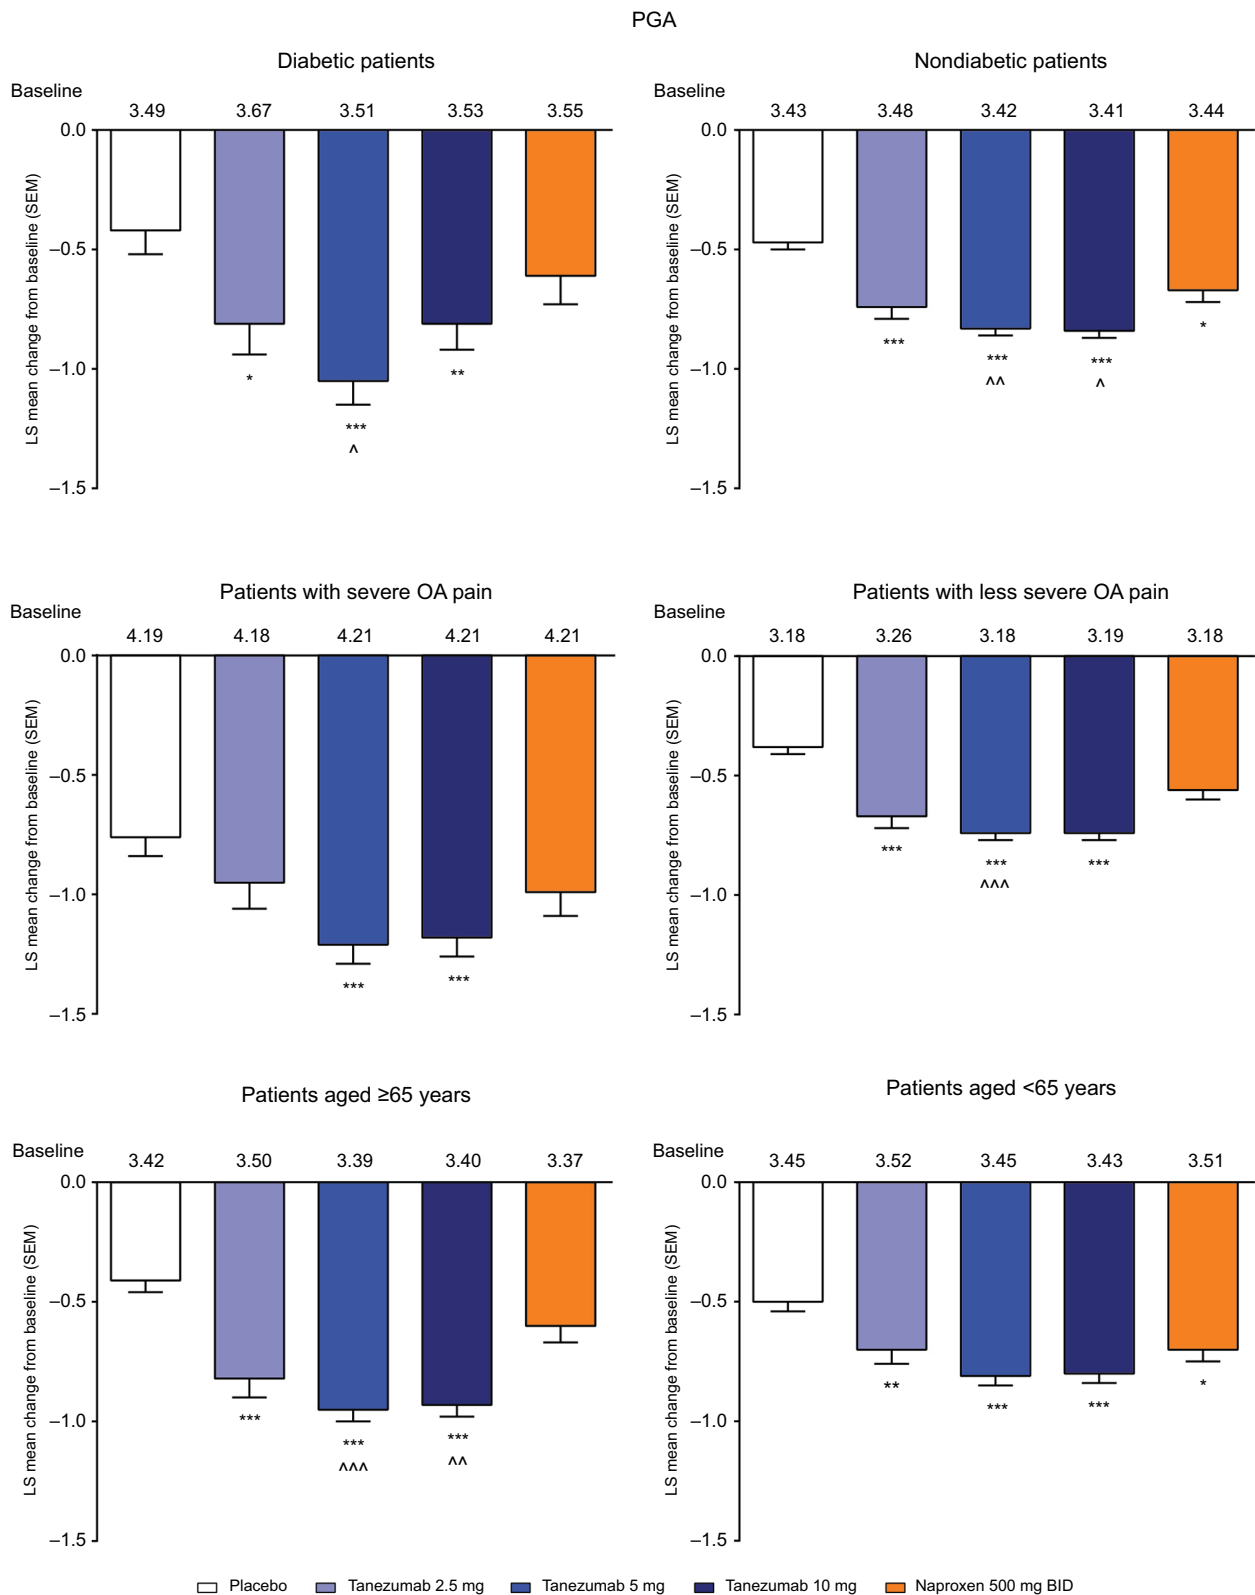 PGA
Diabetic patients
Baseline
3.49 3.67 3.51 3.53 3.55
0.0
–0.5
–1.0
–1.5
LS mean change from baseline (SEM)
*
***
^
**
Nondiabetic patients
Baseline
3.43 3.48 3.42 3.41 3.44
0.0
–0.5
–1.0
–1.5
LS mean change from baseline (SEM)
***
***
^^
***
^
*
Patients with severe OA pain
Baseline
4.19 4.18 4.21 4.21 4.21
0.0
–0.5
–1.0
–1.5
LS mean change from baseline (SEM)
***
***
Patients with less severe OA pain
Baseline
3.18 3.26 3.18 3.19 3.18
0.0
–0.5
–1.0
–1.5
LS mean change from baseline (SEM)
***
***
^^^
***
Patients aged ≥65 years
Baseline
3.42 3.50 3.39 3.40 3.37
0.0
–0.5
–1.0
–1.5
LS mean change from baseline (SEM)
***
***
^^^
***
^^
Patients aged <65 years
Baseline
3.45 3.52 3.45 3.43 3.51
0.0
–0.5
–1.0
–1.5
LS mean change from baseline (SEM)
**
***
***
*
Placebo Tanezumab 2.5 mg Tanezumab 5 mg Tanezumab 10 mg Naproxen 500 mg BID